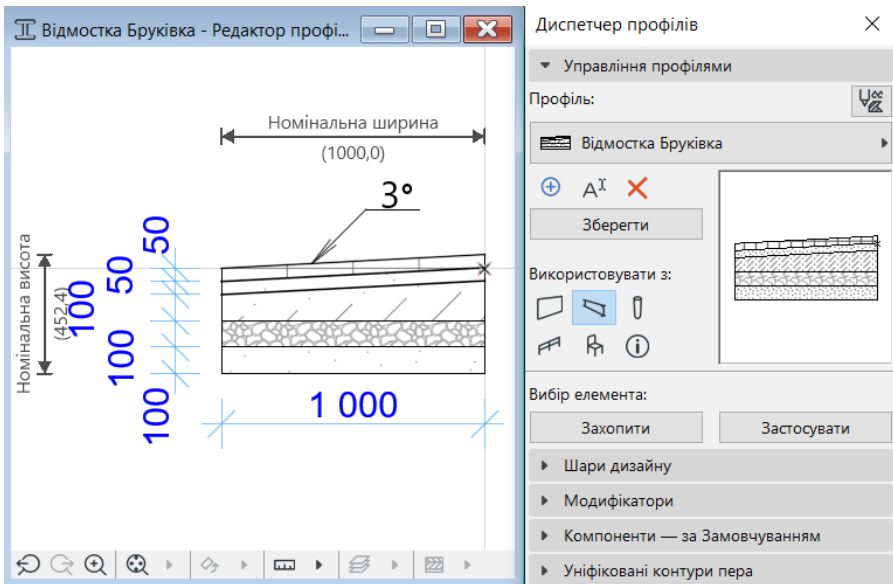 Відмостка Бруківка - Редактор профі...
Номінальна ширина
(1000,0)
3°
50
50
100
100
100
Номінальна висота
(452,4)
1 000
Диспетчер профілів
Управління профілями
Профіль:
Відмостка Бруківка
Зберегти
Використовувати з:
Вибір елемента:
Захопити
Застосувати
Шари дизайну
Модифікатори
Компоненти — за Замовчуванням
Уніфіковані контури пера